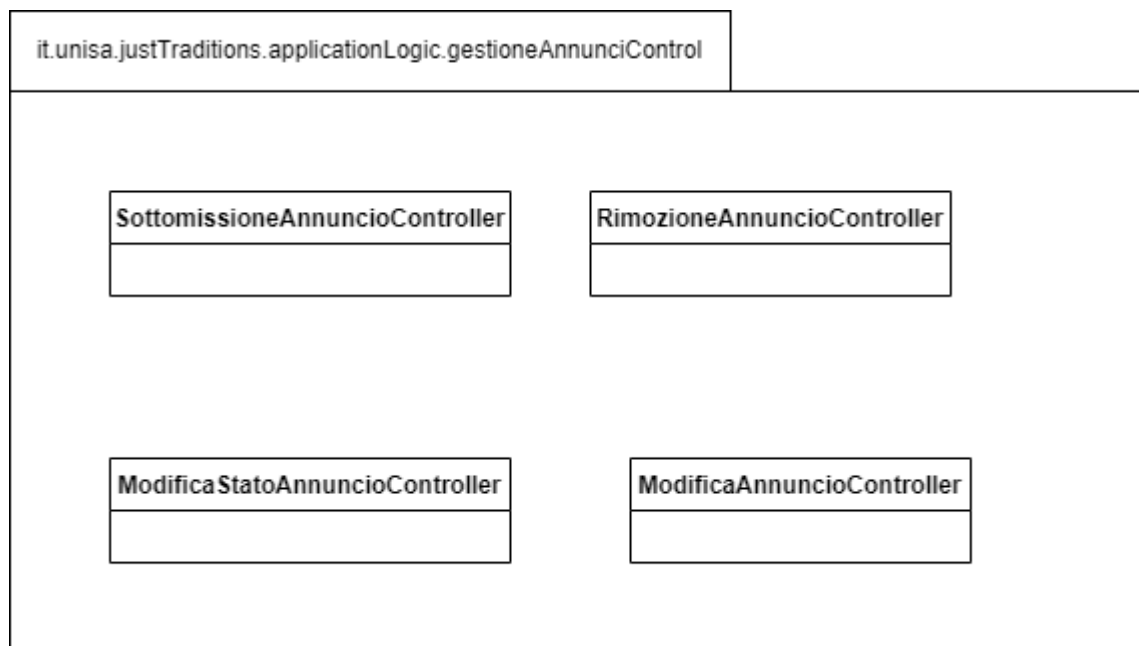 it.unisa.justTraditions.applicationLogic.gestioneAnnunciControl
SottomissioneAnnuncioController
RimozioneAnnuncioController
ModificaStatoAnnuncioController
ModificaAnnuncioController